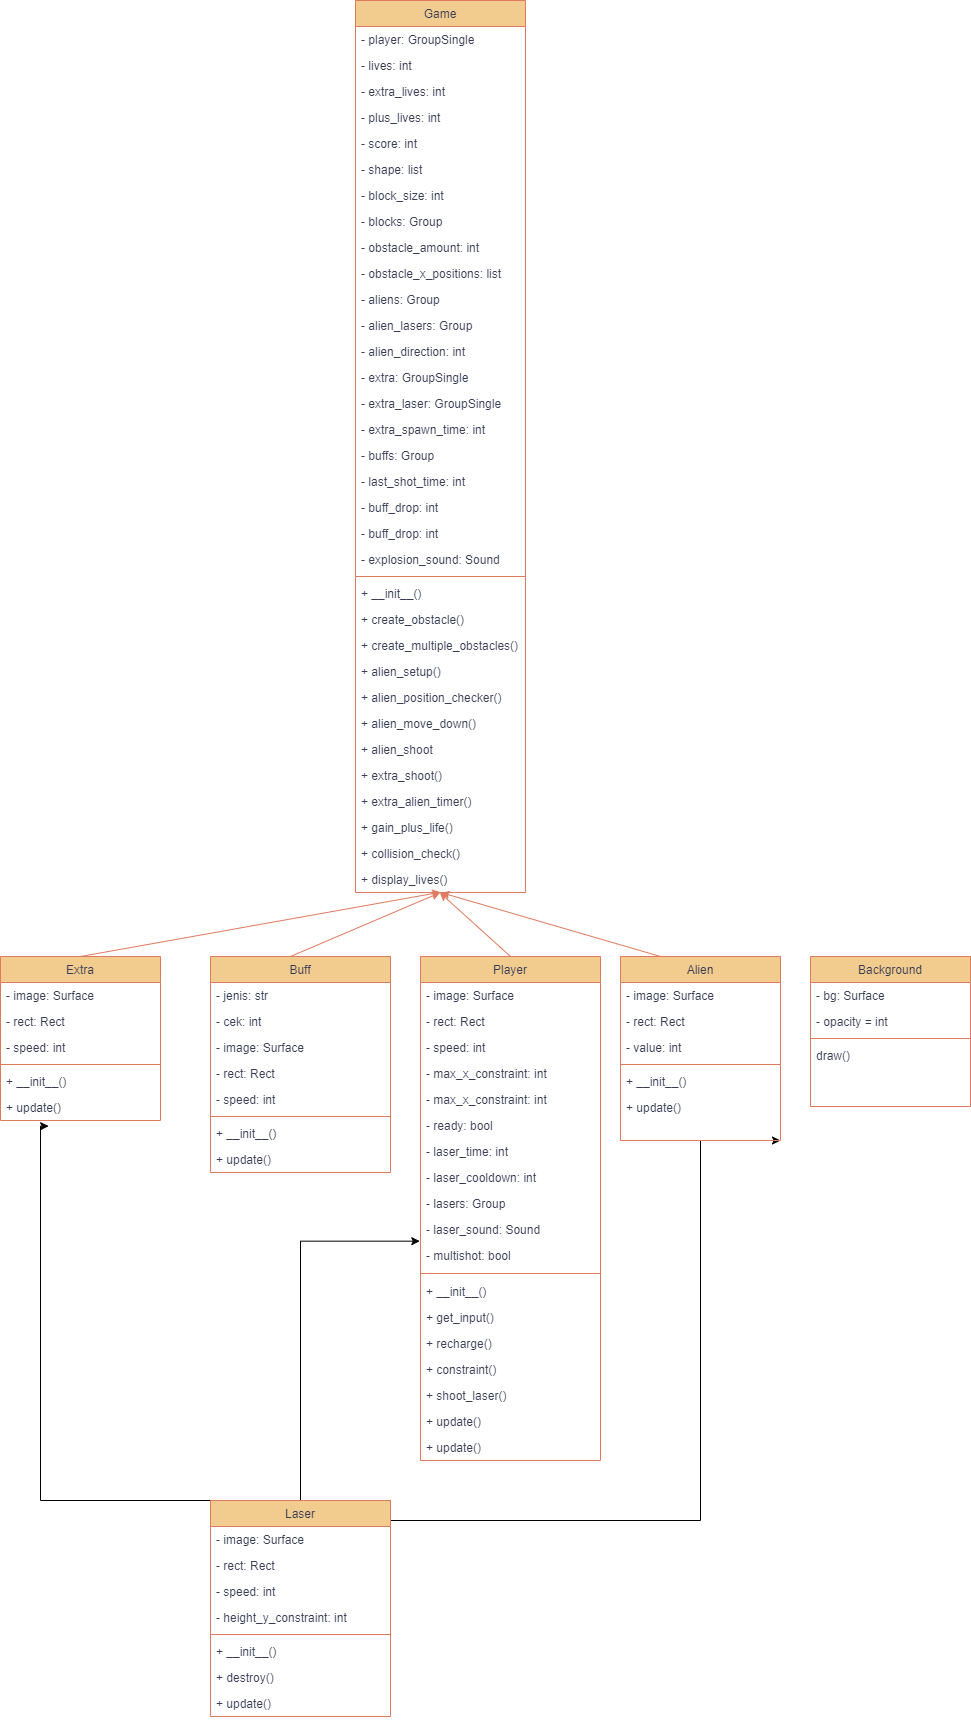 Game
- player: GroupSingle
- lives: int
- extra_lives: int
- plus_lives: int
- score: int
- shape: list
- block_size: int
- blocks: Group
- obstacle_amount: int
- obstacle_x_positions: list
- aliens: Group
- alien_lasers: Group
- alien_direction: int
- extra: GroupSingle
- extra_laser: GroupSingle
- extra_spawn_time: int
- buffs: Group
- last_shot_time: int
- buff_drop: int
- buff_drop: int
- explosion_sound: Sound
+ __init__()
+ create_obstacle()
+ create_multiple_obstacles()
+ alien_setup()
+ alien_position_checker()
+ alien_move_down()
+ alien_shoot
+ extra_shoot()
+ extra_alien_timer()
+ gain_plus_life()
+ collision_check()
+ display_lives()
Extra
- image: Surface
- rect: Rect
- speed: int
+ __init__()
+ update()
Buff
- jenis: str
- cek: int
- image: Surface
- rect: Rect
- speed: int
+ __init__()
+ update()
Player
- image: Surface
- rect: Rect
- speed: int
- max_x_constraint: int
- max_x_constraint: int
- ready: bool
- laser_time: int
- laser_cooldown: int
- lasers: Group
- laser_sound: Sound
- multishot: bool
+ __init__()
+ get_input()
+ recharge()
+ constraint()
+ shoot_laser()
+ update()
+ update()
Alien
- image: Surface
- rect: Rect
- value: int
+ __init__()
+ update()
Background
- bg: Surface
- opacity = int
draw()
Laser
- image: Surface
- rect: Rect
- speed: int
- height_y_constraint: int
+ __init__()
+ destroy()
+ update()